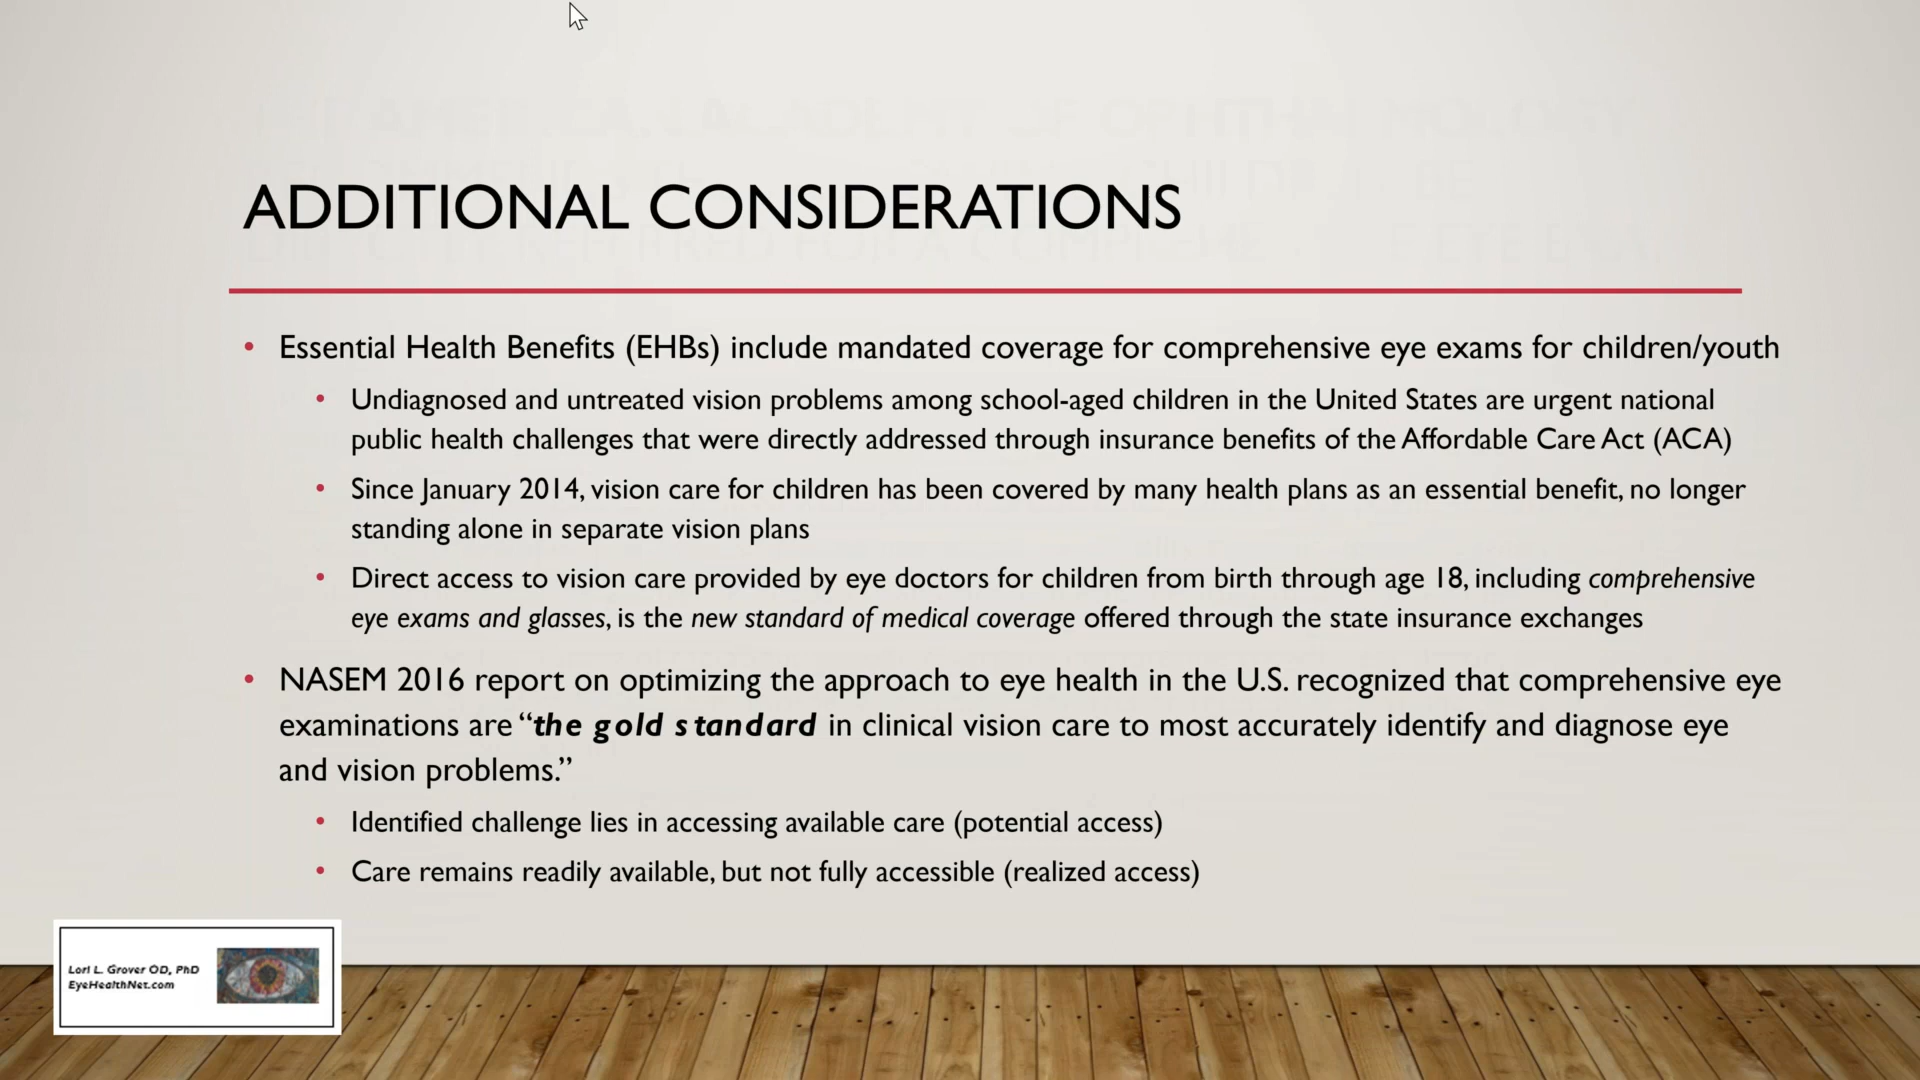 ADDITIONAL CONSIDERATIONS
• Essential Health Benefits (EHBs) include mandated coverage for comprehensive eye exams for children/youth
• Undiagnosed and untreated vision problems among school-aged children in the United States are urgent national
public health challenges that were directly addressed through insurance benefits of the Affordable Care Act (ACA)
• Since January 2014, vision care for children has been covered by many health plans as an essential benefit, no longer
standing alone in separate vision plans
• Direct access to vision care provided by eye doctors for children from birth through age 18, including comprehensive
eye exams and glasses, is the new standard of medical coverage offered through the state insurance exchanges
• NASEM 2016 report on optimizing the approach to eye health in the U.S. recognized that comprehensive eye
examinations are “the gold standard in clinical vision care to most accurately identify and diagnose eye
and vision problems.”
• Identified challenge lies in accessing available care (potential access)
• Care remains readily available, but not fully accessible (realized access)
Lori L. Grover OD, PhD
EyeHealthNet.com